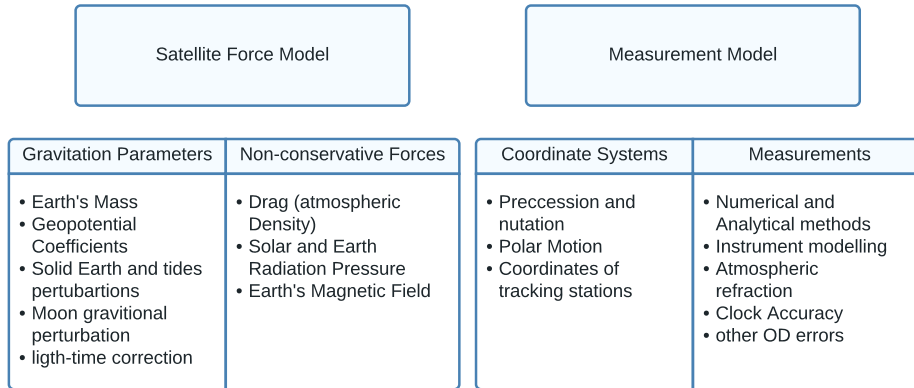 Satellite Force Model
Measurement Model
Gravitation Parameters
• Earth's Mass
• Geopotential
Coefficients
• Solid Earth and tides
pertubartions
• Moon gravitional
perturbation
• ligth-time correction
Non-conservative Forces
• Drag (atmospheric
Density)
• Solar and Earth
Radiation Pressure
• Earth's Magnetic Field
Coordinate Systems
• Preccession and
nutation
• Polar Motion
• Coordinates of
tracking stations
Measurements
• Numerical and
Analytical methods
• Instrument modelling
• Atmospheric
refraction
• Clock Accuracy
• other OD errors